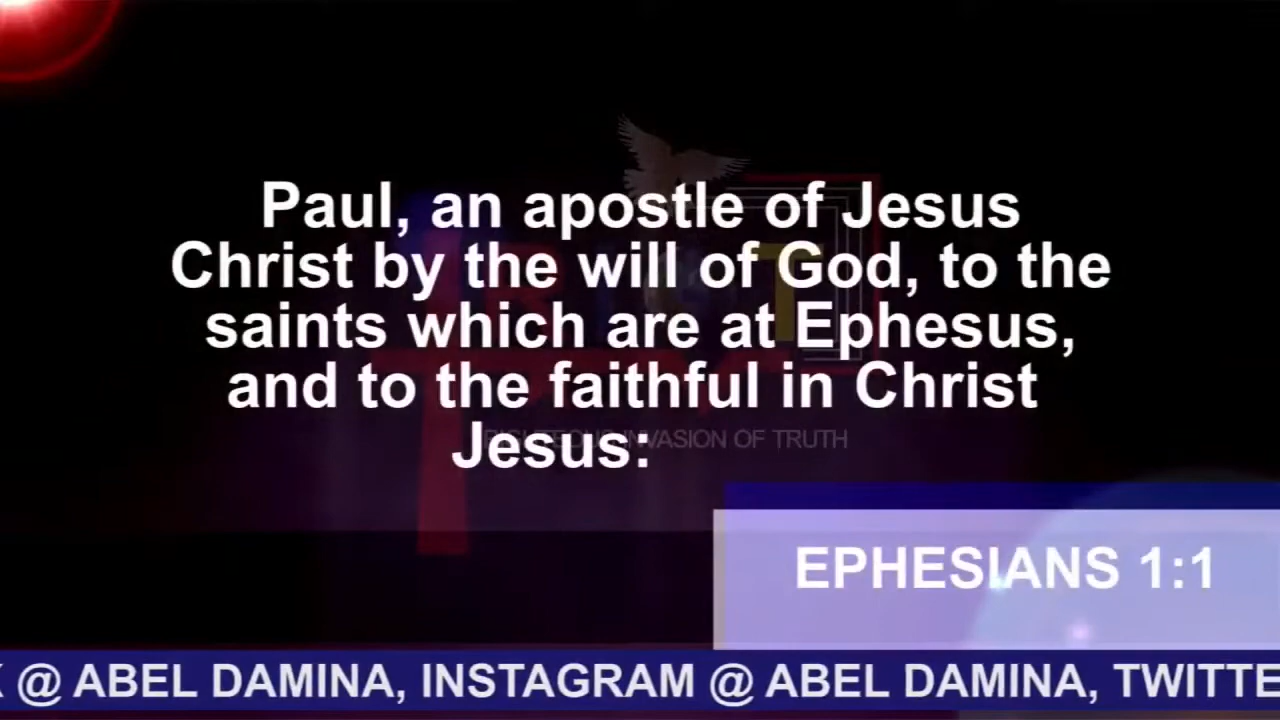 Paul, an apostle of Jesus
Christ by the will of God, to the
saints which are at Ephesus,
and to the faithful in Christ
Jesus:
INVASION OF TRUTH
EPHESIANS 1:1
@ ABEL DAMINA, INSTAGRAM @ ABEL DAMINA, TWITTE